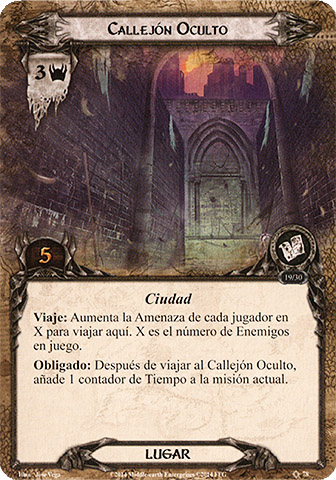 Callejón Oculto
3
5
19/30
Ciudad
Viaje: Aumenta la Amenaza de cada jugador en
X para viajar aquí. X es el número de Enemigos
en juego.
Obligado: Después de viajar al Callejón Oculto,
añade 1 contador de Tiempo a la misión actual.
Lugar